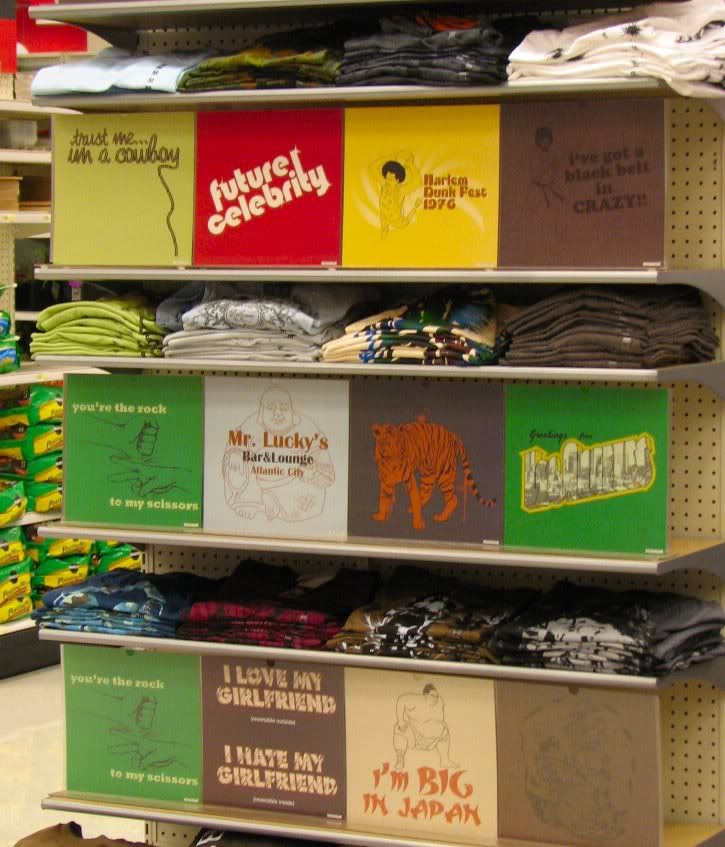 trust me...
im a cowboy
future
celebrity
Harlem
Dunk Fest
1976
i've got a
black belt
in
CRAZY!!
you're the rock
to my scissors
Mr. Lucky's
Bar&Lounge
Atlantic City
Greetings from
Los Angeles
you're the rock
to my scissors
I LOVE MY
GIRLFRIEND
(reversible outside)
I HATE MY
GIRLFRIEND
(reversible inside)
I'M BIG
IN JAPAN